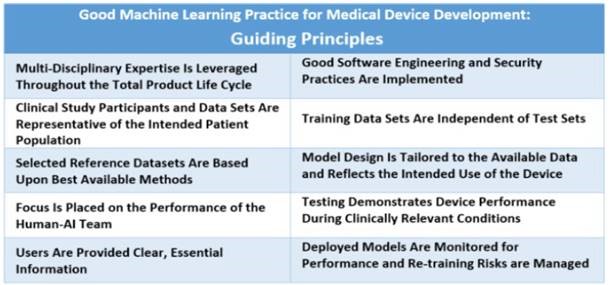 Good Machine Learning Practice for Medical Device Development:
Guiding Principles
Multi-Disciplinary Expertise Is Leveraged
Throughout the Total Product Life Cycle
Good Software Engineering and Security
Practices Are Implemented
Clinical Study Participants and Data Sets Are
Representative of the Intended Patient
Population
Training Data Sets Are Independent of Test Sets
Selected Reference Datasets Are Based
Upon Best Available Methods
Model Design Is Tailored to the Available Data
and Reflects the Intended Use of the Device
Focus Is Placed on the Performance of the
Human-AI Team
Testing Demonstrates Device Performance
During Clinically Relevant Conditions
Users Are Provided Clear, Essential
Information
Deployed Models Are Monitored for
Performance and Re-training Risks are Managed